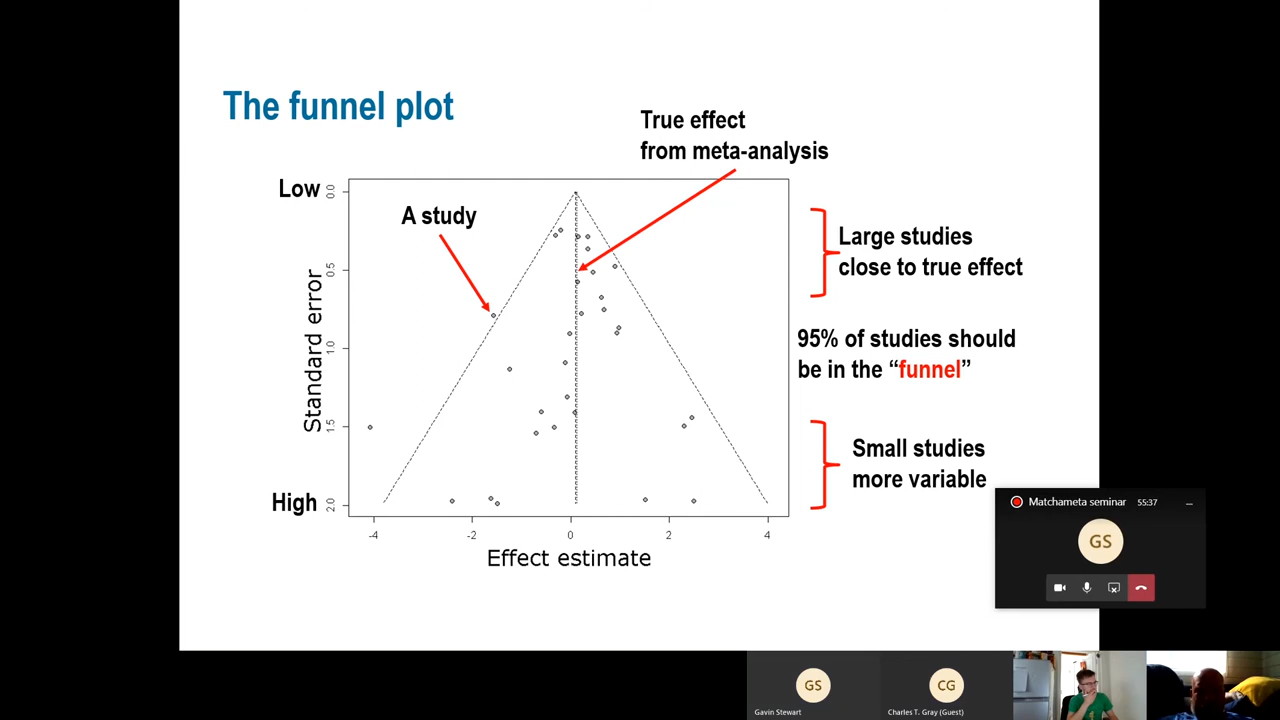 The funnel plot
True effect
from meta-analysis
Low
A study
0.0
0.5
1.0
1.5
2.0
Standard error
High
-4
-2
0
2
4
Effect estimate
Large studies
close to true effect
95% of studies should
be in the “funnel”
Small studies
more variable
Matchameta seminar
55:37
GS
GS
Gavin Stewart
CG
Charles T. Gray (Guest)